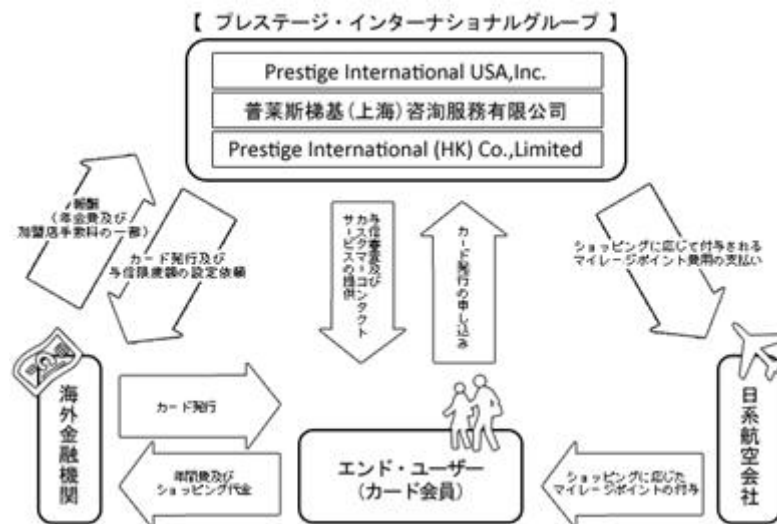 【 プレステージ・インターナショナルグループ 】
Prestige International USA,Inc.
普莱斯梯基(上海)咨询服務有限公司
Prestige International (HK) Co.,Limited
報酬
(年会費及び
加盟店手数料の一部)
カード発行及び
与信限度額の設定依頼
与信審査及び
カスタマーコンタクト
サービスの提供
カード発行の申し込み
ショッピングに応じて付与される
マイレージポイント費用の支払い
海外金融機関
カード発行
年間費及び
ショッピング代金
エンド・ユーザー
(カード会員)
ショッピングに応じた
マイレージポイントの付与
日系航空会社